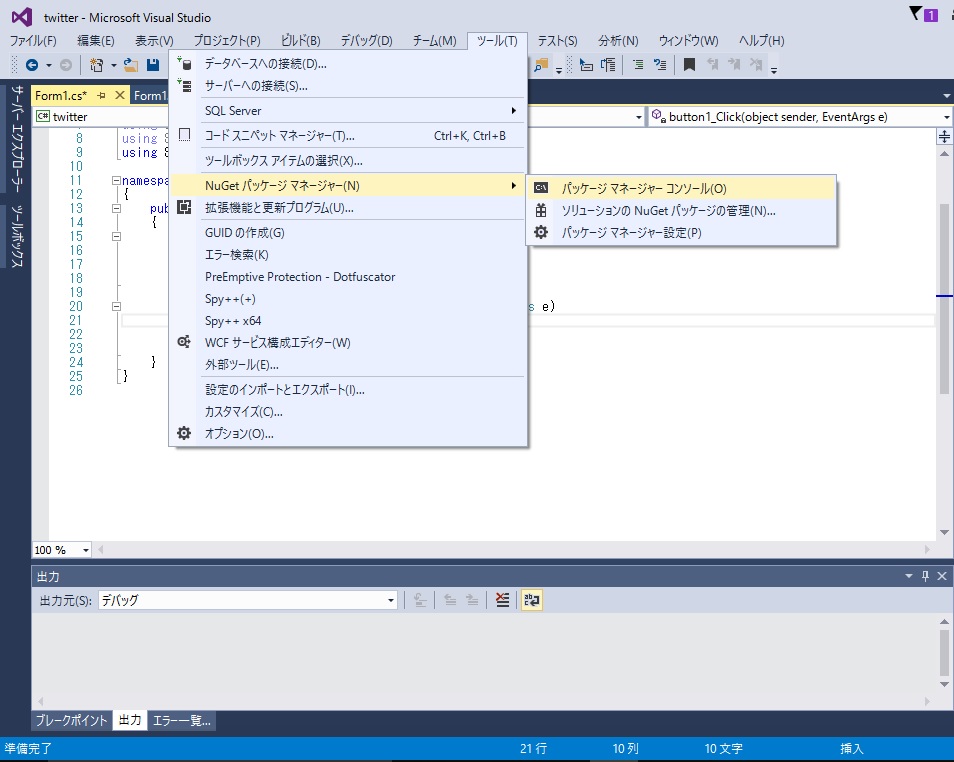 twitter - Microsoft Visual Studio
1
ファイル(F) 編集(E) 表示(V) プロジェクト(P) ビルド(B) デバッグ(D) チーム(M) ツール(T) テスト(S) 分析(N) ウィンドウ(W) ヘルプ(H)
データベースへの接続(D)...
サーバーへの接続(S)...
SQL Server
コード スニペット マネージャー(T)... Ctrl+K, Ctrl+B
ツールボックス アイテムの選択(X)...
NuGet パッケージ マネージャー(N)
拡張機能と更新プログラム(U)...
GUID の作成(G)
エラー検索(K)
PreEmptive Protection - Dotfuscator
Spy++(+)
Spy++ x64
WCF サービス構成エディター(W)
外部ツール(E)...
設定のインポートとエクスポート(I)...
カスタマイズ(C)...
オプション(O)...
パッケージ マネージャー コンソール(O)
ソリューションの NuGet パッケージの管理(N)...
パッケージ マネージャー設定(P)
サーバー エクスプローラー
ツールボックス
Form1.cs* Form1
C# twitter
button1_Click(object sender, EventArgs e)
8 using
9 using
10
11 namespa
12 {
13 pub
14 {
15
16
17
18
19
20 s e)
21
22
23
24 }
25 }
26
100 %
出力
出力元(S): デバッグ
ブレークポイント 出力 エラー一覧...
準備完了 21 行 10 列 10 文字 挿入